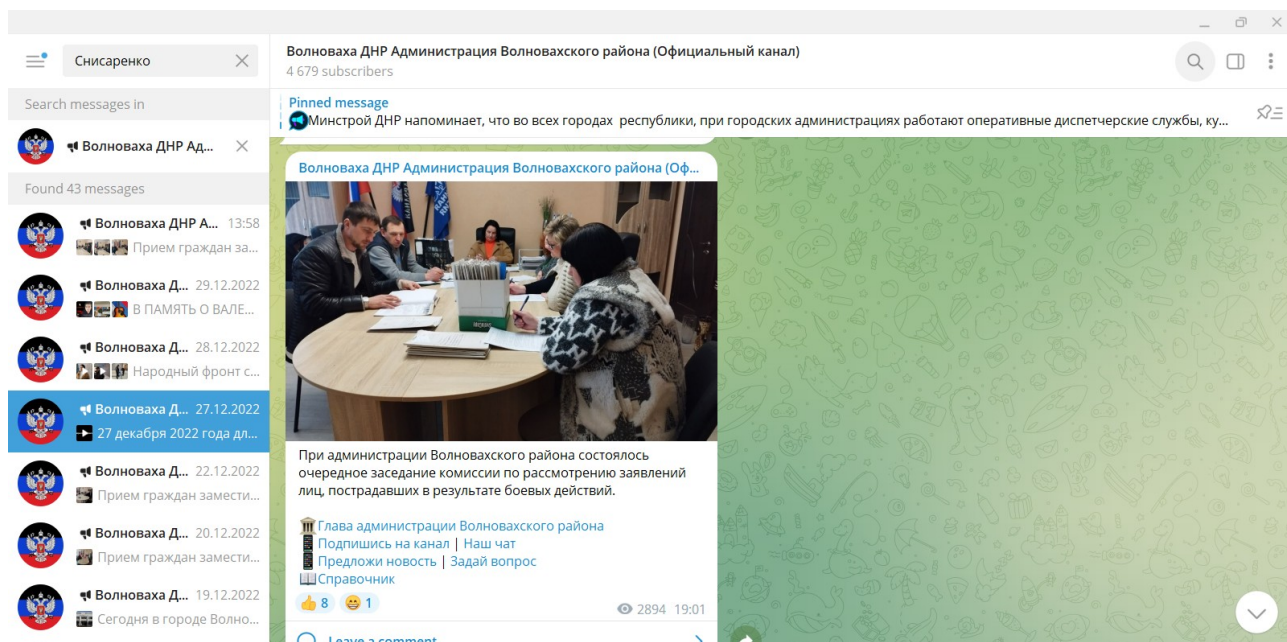 Снисаренко
Search messages in
Волноваха ДНР Ад...
Found 43 messages
Волноваха ДНР А... 13:58
Прием граждан за...
Волноваха Д... 29.12.2022
В ПАМЯТЬ О ВАЛЕ...
Волноваха Д... 28.12.2022
Народный фронт с...
Волноваха Д... 27.12.2022
27 декабря 2022 года дл...
Волноваха Д... 22.12.2022
Прием граждан замести...
Волноваха Д... 20.12.2022
Прием граждан замести...
Волноваха Д... 19.12.2022
Сегодня в городе Волно...
Волноваха ДНР Администрация Волновахского района (Официальный канал)
4 679 subscribers
Pinned message
Минстрой ДНР напоминает, что во всех городах республики, при городских администрациях работают оперативные диспетчерские службы, ку...
Волноваха ДНР Администрация Волновахского района (Оф...
При администрации Волновахского района состоялось
очередное заседание комиссии по рассмотрению заявлений
лиц, пострадавших в результате боевых действий.
Глава администрации Волновахского района
Подпишись на канал | Наш чат
Предложи новость | Задай вопрос
Справочник
8 1
2894 19:01
Leave a comment